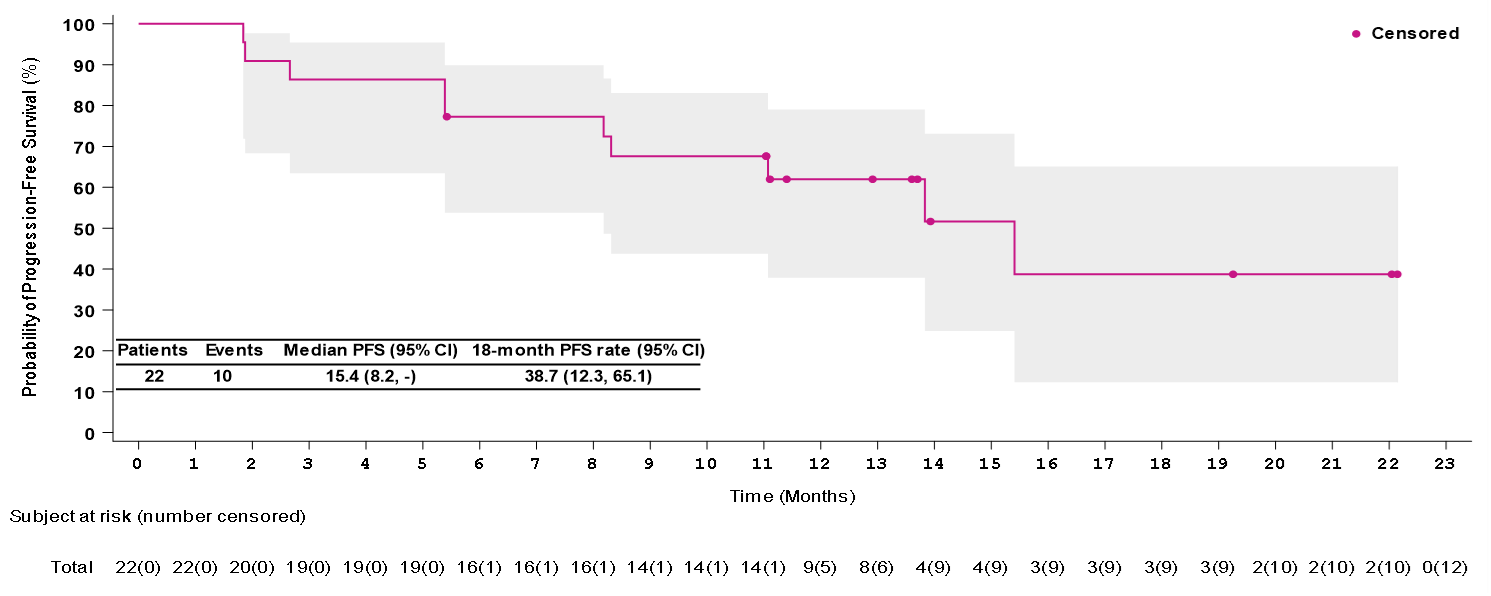 Censored
Probability of Progression-Free Survival (%)
100
90
80
70
60
50
40
30
20
10
0
Patients Events Median PFS (95% CI) 18-month PFS rate (95% CI)
22 10 15.4 (8.2, -) 38.7 (12.3, 65.1)
0 1 2 3 4 5 6 7 8 9 10 11 12 13 14 15 16 17 18 19 20 21 22 23
Time (Months)
Subject at risk (number censored)
Total 22(0) 22(0) 20(0) 19(0) 19(0) 19(0) 16(1) 16(1) 16(1) 14(1) 14(1) 14(1) 9(5) 8(6) 4(9) 4(9) 3(9) 3(9) 3(9) 3(9) 2(10) 2(10) 2(10) 0(12)